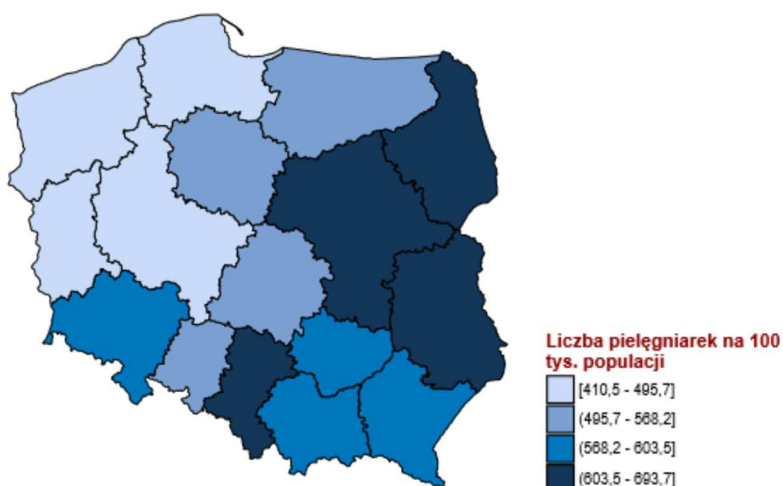 Liczba pielęgniarek na 100
tys. populacji
[410,5 - 495,7]
(495,7 - 568,2]
(568,2 - 603,5]
(603,5 - 693,7]